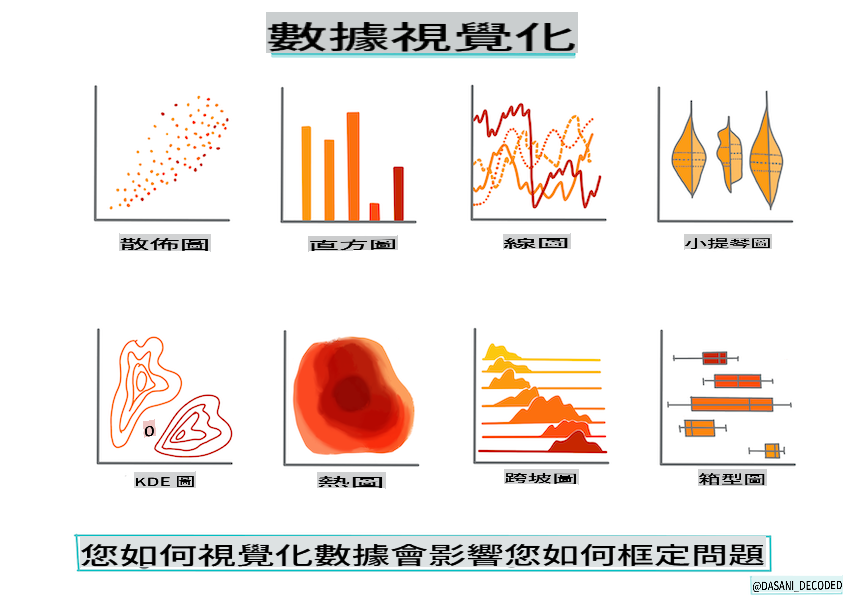 數據視覺化
散佈圖
直方圖
線圖
小提琴圖
KDE 圖
0
熱圖
跨坡圖
箱型圖
您如何視覺化數據會影響您如何框定問題
@DASANI_DECODED